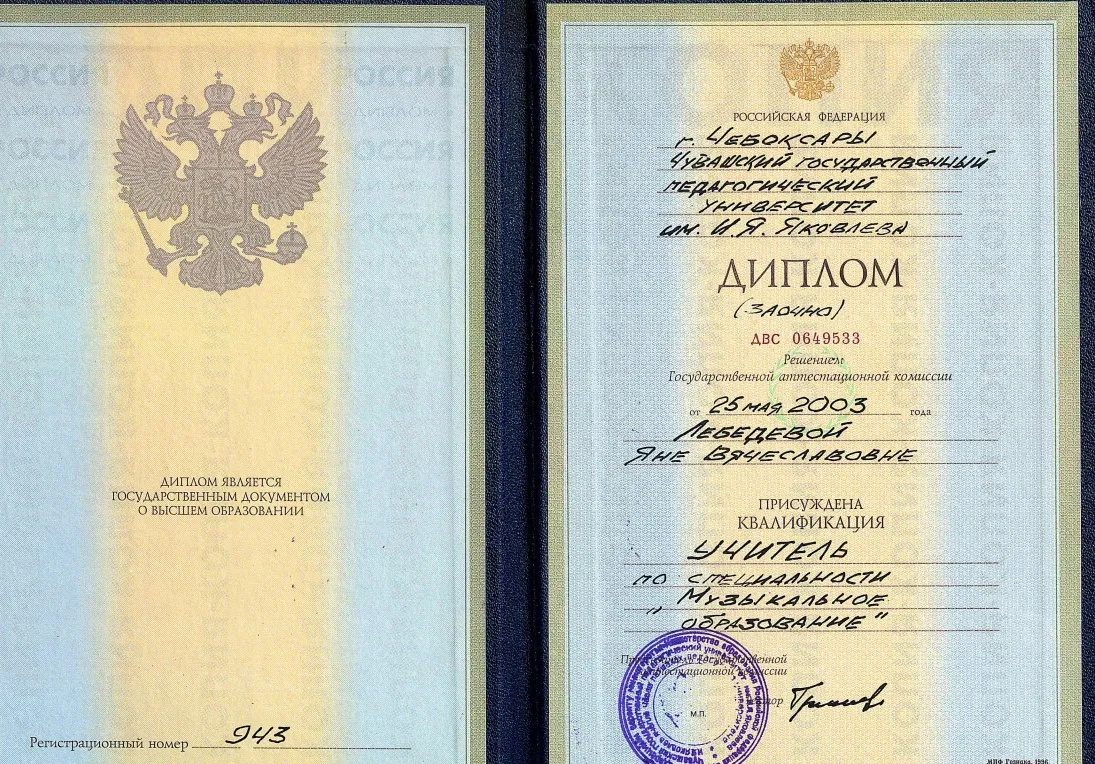 ДИПЛОМ ЯВЛЯЕТСЯ
ГОСУДАРСТВЕННЫМ ДОКУМЕНТОМ
О ВЫСШЕМ ОБРАЗОВАНИИ
Регистрационный номер 943
РОССИЙСКАЯ ФЕДЕРАЦИЯ
г. ЧЕБОКСАРЫ
ЧУВАШСКИЙ ГОСУДАРСТВЕННЫЙ
ПЕДАГОГИЧЕСКИЙ
УНИВЕРСИТЕТ
им. И.Я. ЯКОВЛЕВА
ДИПЛОМ
(ЗАОЧНО)
ДВС 0649533
Решением
Государственной аттестационной комиссии
от 25 мая 2003 года
ЛЕБЕДЕВОЙ
ЯНЕ ВЯЧЕСЛАВОВНЕ
ПРИСУЖДЕНА
КВАЛИФИКАЦИЯ
УЧИТЕЛЬ
ПО СПЕЦИАЛЬНОСТИ
„МУЗЫКАЛЬНОЕ
ОБРАЗОВАНИЕ"
Государственной
М.П.
МПФ Гознака. 1996.